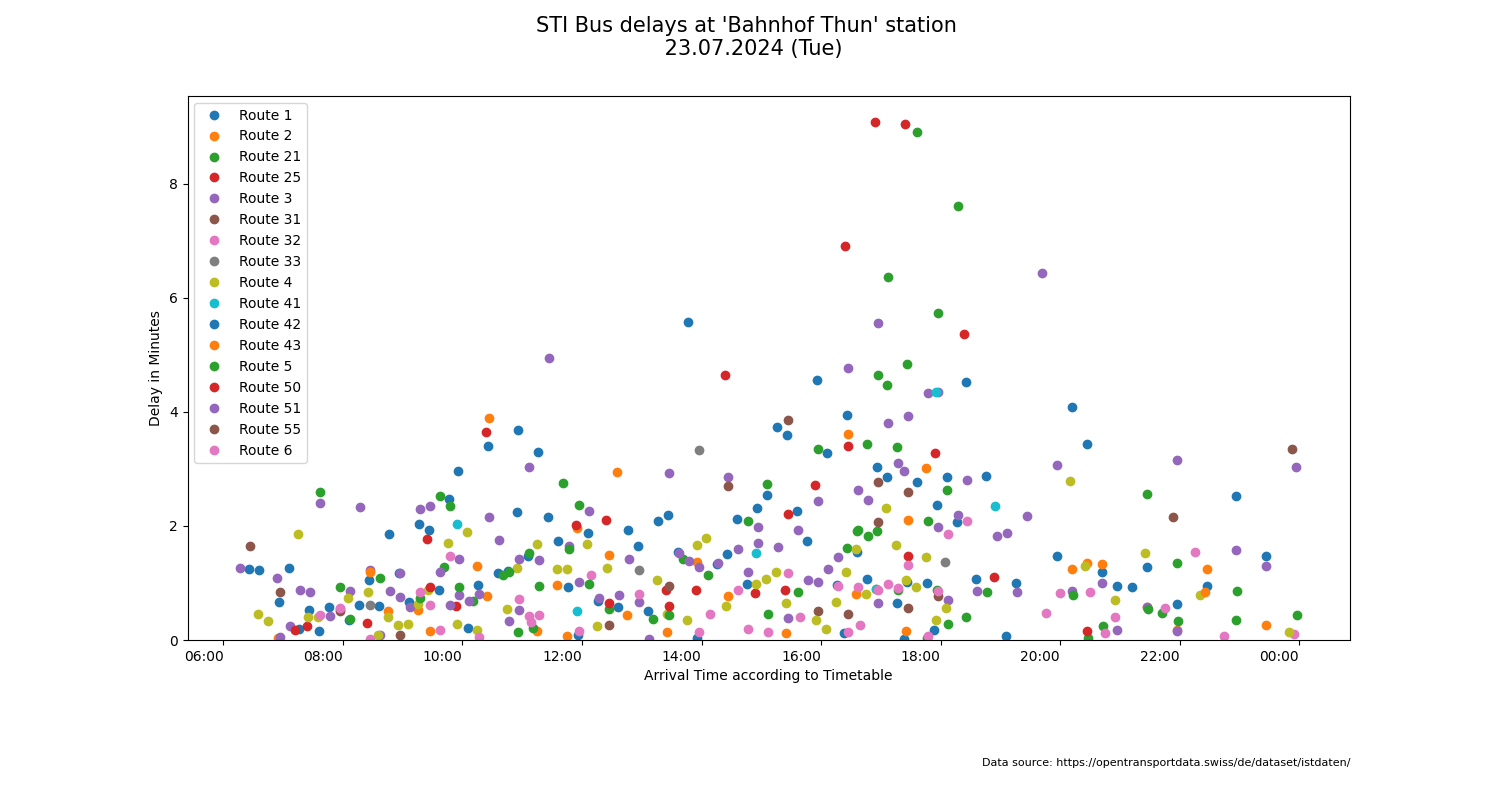 STI Bus delays at 'Bahnhof Thun' station
23.07.2024 (Tue)
Route 1
Route 2
Route 21
Route 25
Route 3
Route 31
Route 32
Route 33
Route 4
Route 41
Route 42
Route 43
Route 5
Route 50
Route 51
Route 55
Route 6
Delay in Minutes
8
6
4
2
0
06:00 08:00 10:00 12:00 14:00 16:00 18:00 20:00 22:00 00:00
Arrival Time according to Timetable
Data source: https://opentransportdata.swiss/de/dataset/istdaten/